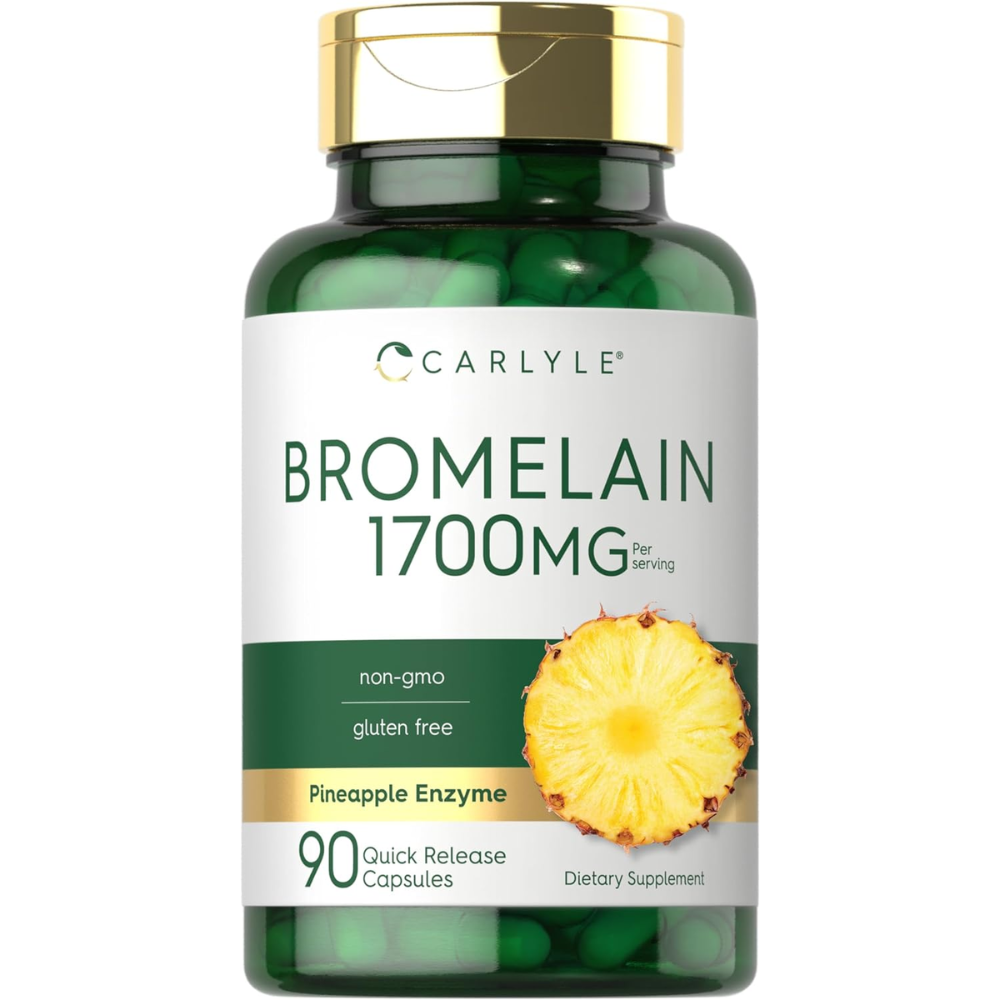 CARLYLE®
BROMELAIN
1700MG Per serving
non-gmo
gluten free
Pineapple Enzyme
90 Quick Release
Capsules
Dietary Supplement